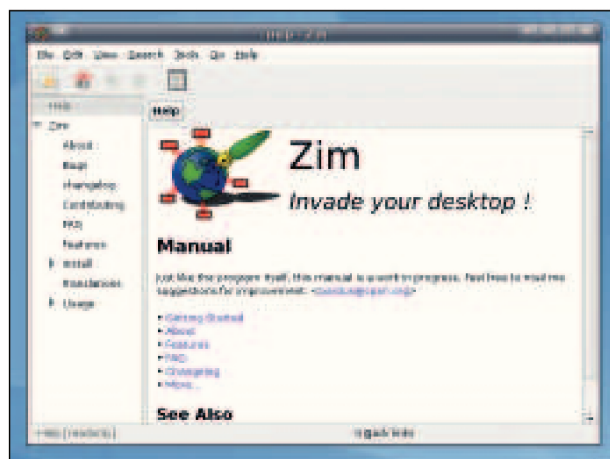 Help - Zim
File Edit View Search Tools Go Help
Help
Help
Zim
About
Bugs
Changelog
Contributing
FAQ
Features
Install
Translations
Usage
Zim
Invade your desktop !
Manual
Just like the program itself, this manual is a work in progress. Feel free to mail me
suggestions for improvement:
• Getting Started
• About
• Features
• FAQ
• Changelog
• More...
See Also
Help [readonly]